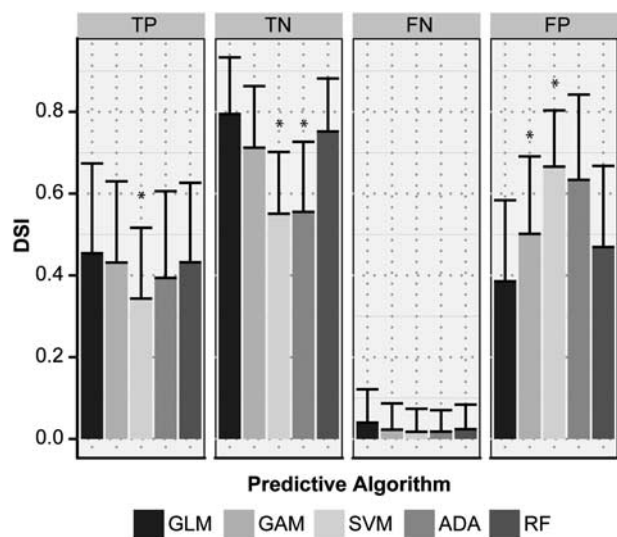 TP TN FN FP
0.8
0.6
0.4
0.2
0.0
DSI
* * * * *
Predictive Algorithm
GLM GAM SVM ADA RF